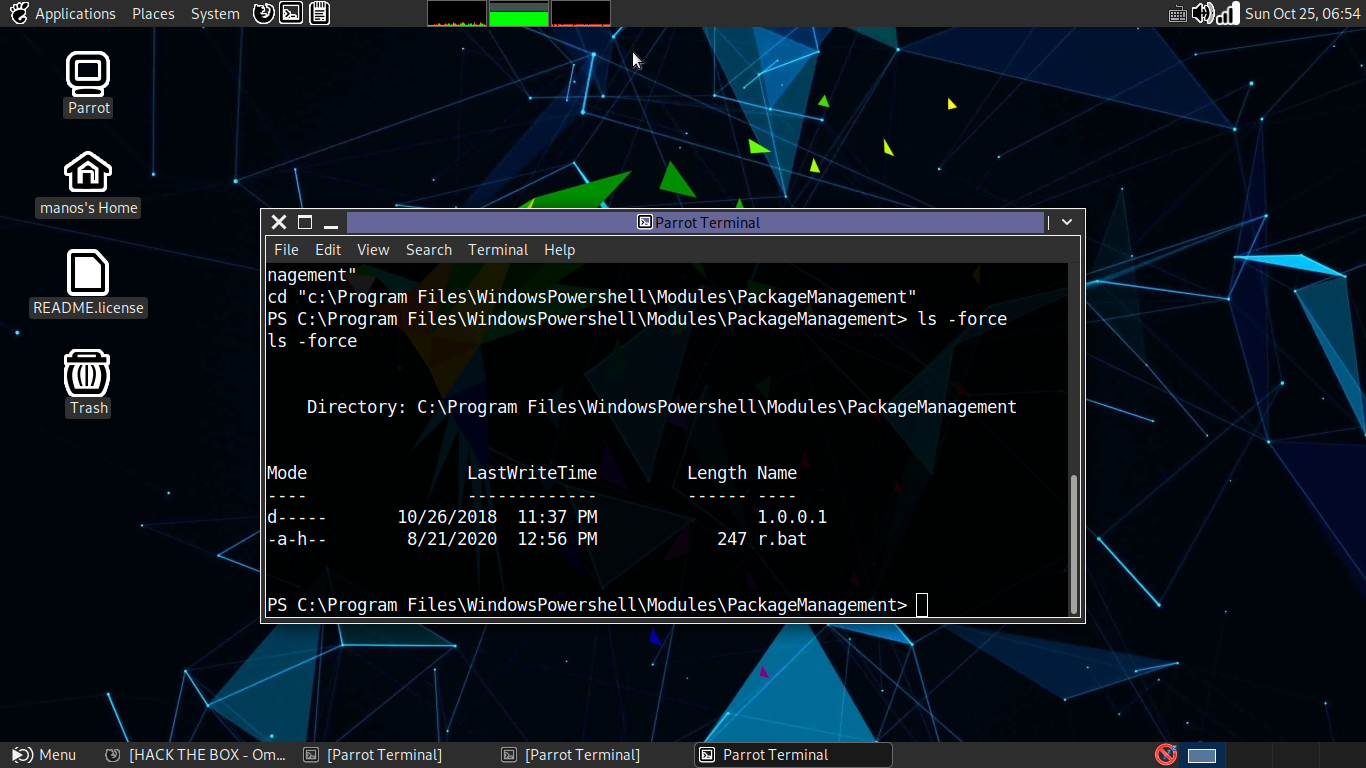 Applications Places System Sun Oct 25, 06:54
Parrot
manos's Home
README.license
Trash
Parrot Terminal
File Edit View Search Terminal Help
nagement"
cd "c:\Program Files\WindowsPowershell\Modules\PackageManagement"
PS C:\Program Files\WindowsPowershell\Modules\PackageManagement> ls -force
ls -force
Directory: C:\Program Files\WindowsPowershell\Modules\PackageManagement
Mode LastWriteTime Length Name
---- ------------- ------ ----
d----- 10/26/2018 11:37 PM 1.0.0.1
-a-h-- 8/21/2020 12:56 PM 247 r.bat
PS C:\Program Files\WindowsPowershell\Modules\PackageManagement>
Menu [HACK THE BOX - Om... [Parrot Terminal] [Parrot Terminal] Parrot Terminal